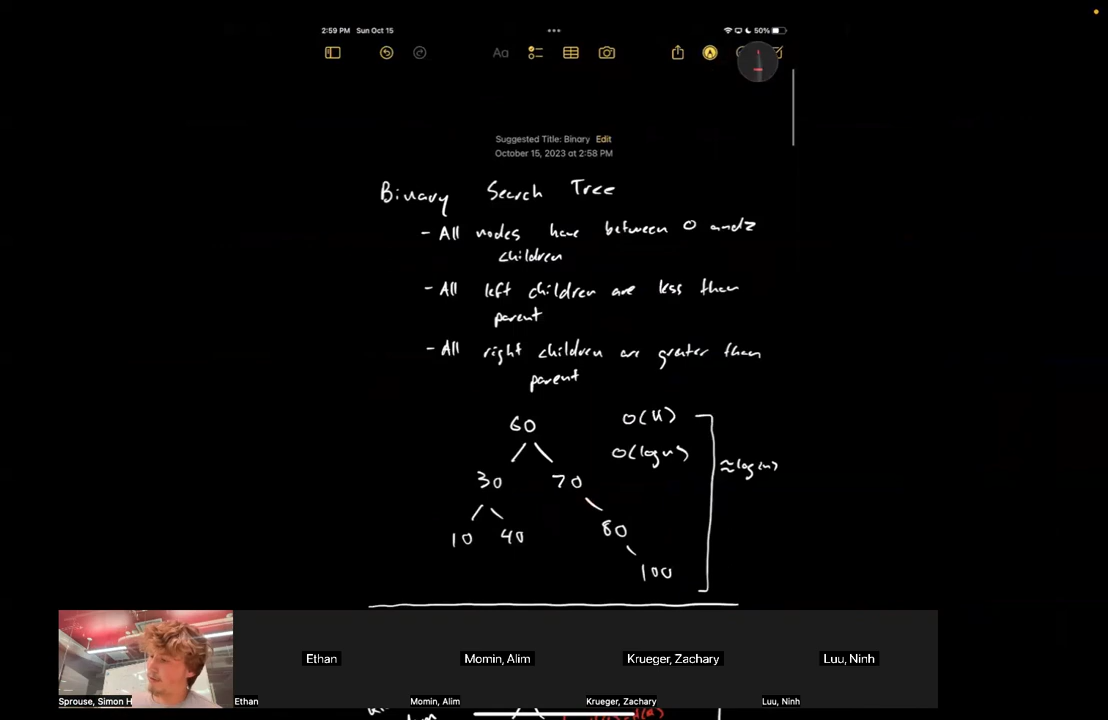 2:59 PM Sun Oct 15
50%
Aa
Suggested Title: Binary Edit
October 15, 2023 at 2:58 PM
Binary Search Tree
- All nodes have between 0 and 2
children
- All left children are less than
parent
- All right children are greater than
parent
60
O(H)
O(log n)
≈log(n)
30 70
10 40
80
100
Ethan
Momin, Alim
Krueger, Zachary
Luu, Ninh
Sprouse, Simon H
Ethan
Momin, Alim
Krueger, Zachary
Luu, Ninh